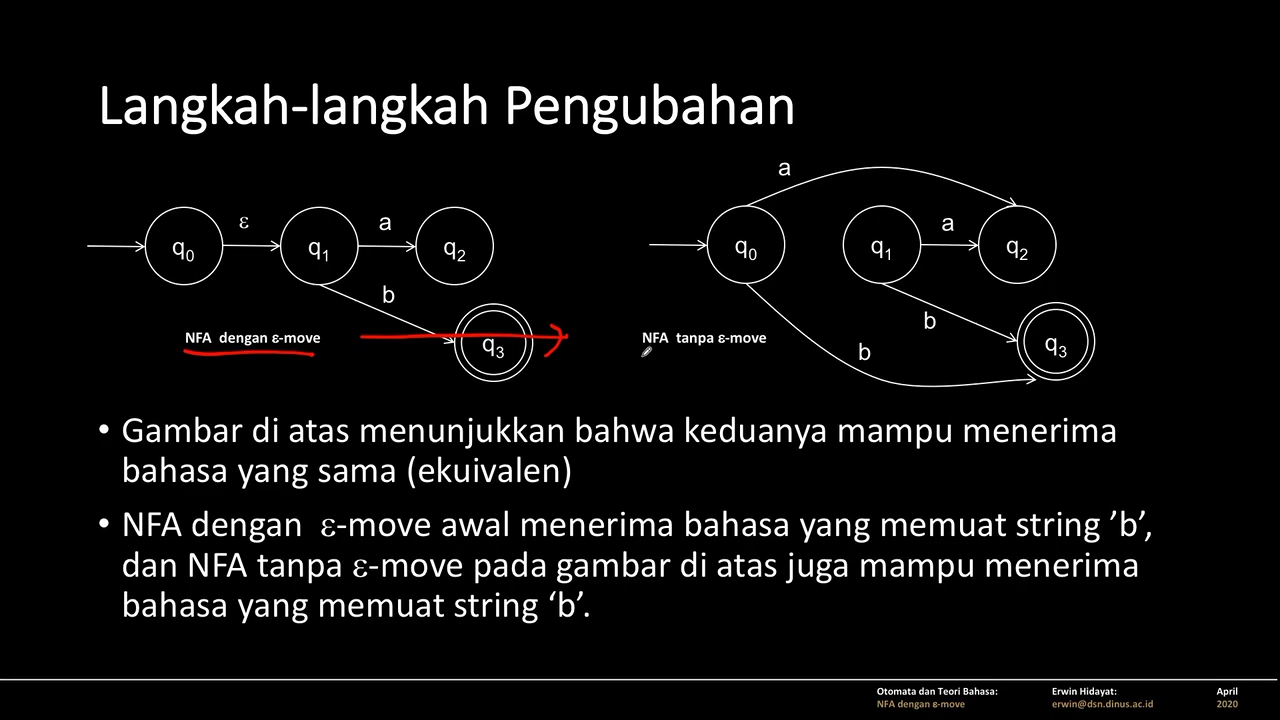 Langkah-langkah Pengubahan
a
ε a
q0 q1 q2
b
NFA dengan ε-move
q3
a
q0 q1 q2
b
NFA tanpa ε-move
b
q3
• Gambar di atas menunjukkan bahwa keduanya mampu menerima
bahasa yang sama (ekuivalen)
• NFA dengan ε-move awal menerima bahasa yang memuat string ’b’,
dan NFA tanpa ε-move pada gambar di atas juga mampu menerima
bahasa yang memuat string ‘b’.
Otomata dan Teori Bahasa: Erwin Hidayat: April
NFA dengan ε-move erwin@dsn.dinus.ac.id 2020